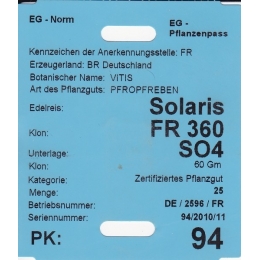 EG - Norm EG - Pflanzenpass
Kennzeichen der Anerkennungsstelle: FR
Erzeugerland: BR Deutschland
Botanischer Name: VITIS
Art des Pflanzguts: PFROPFREBEN
Edelreis: Solaris
Klon: FR 360
Unterlage: SO4
Klon: 60 Gm
Kategorie: Zertifiziertes Pflanzgut
Menge: 25
Betriebsnummer: DE / 2596 / FR
Seriennummer: 94/2010/11
PK: 94